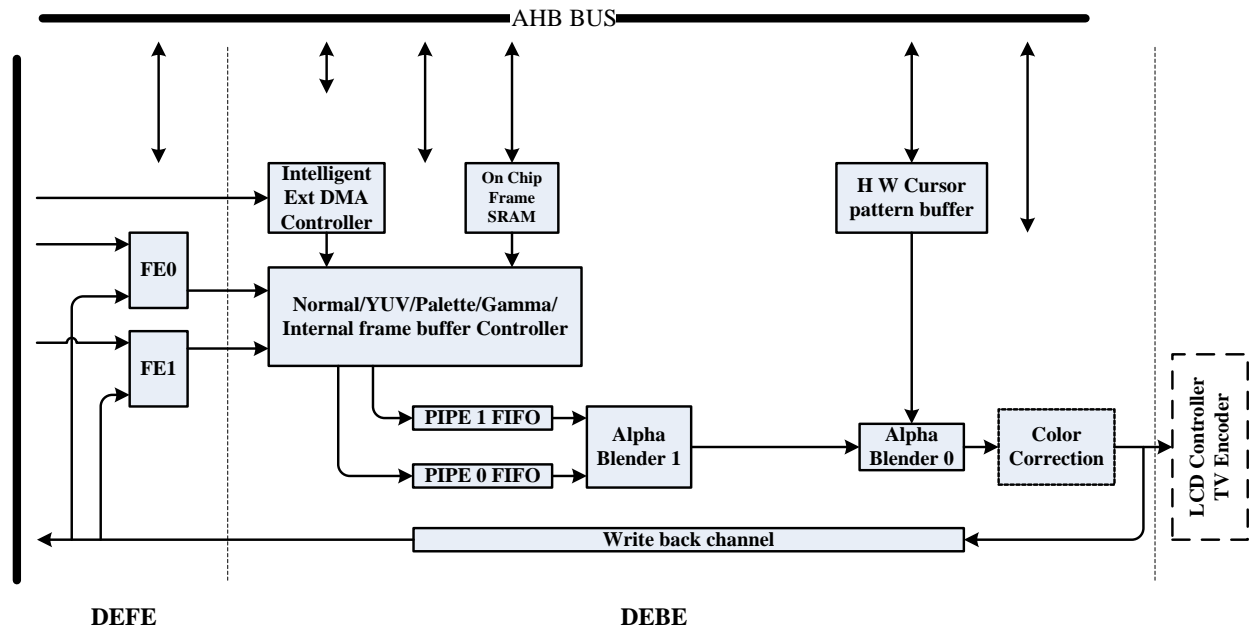 AHB BUS
Intelligent
Ext DMA
Controller
On Chip
Frame
SRAM
H W Cursor
pattern buffer
FE0
Normal/YUV/Palette/Gamma/
Internal frame buffer Controller
FE1
PIPE 1 FIFO
PIPE 0 FIFO
Alpha
Blender 1
Alpha
Blender 0
Color
Correction
LCD Controller
TV Encoder
Write back channel
DEFE
DEBE